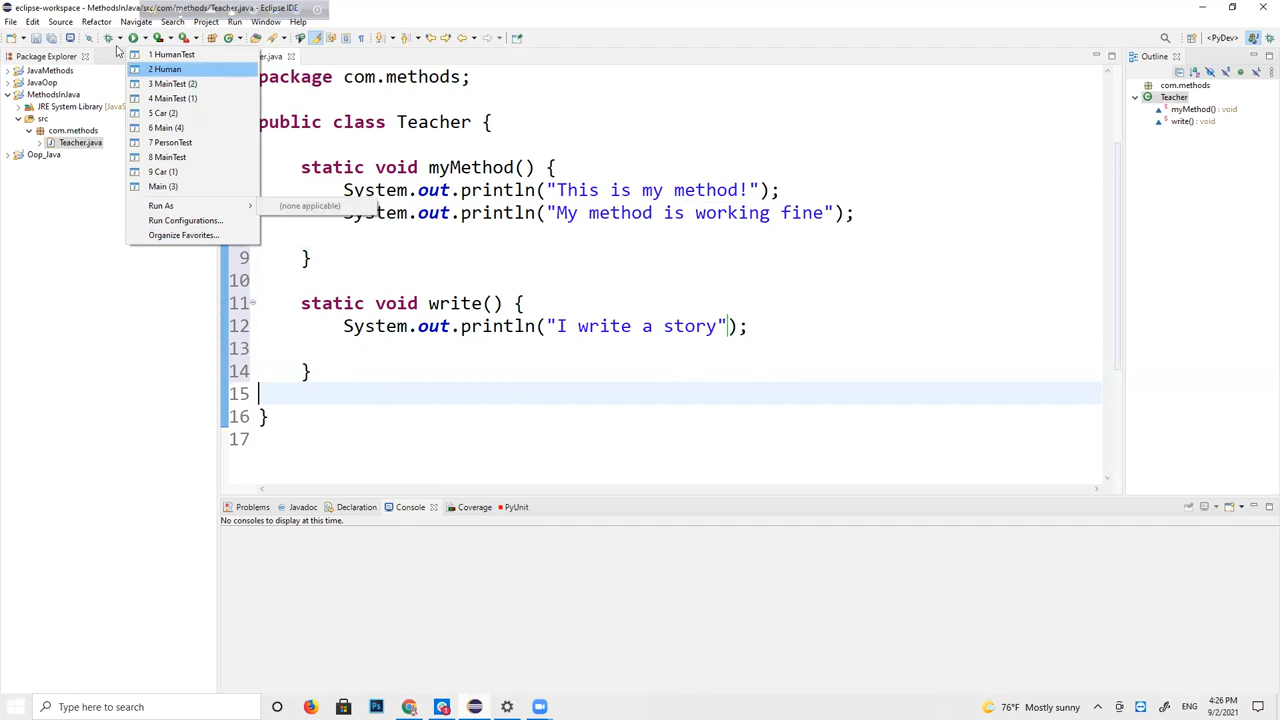 eclipse-workspace - MethodsInJava/src/com/methods/Teacher.java - Eclipse IDE
File Edit Source Refactor Navigate Search Project Run Window Help
<PyDev>
Package Explorer
JavaMethods
JavaOop
MethodsInJava
JRE System Library
src
com.methods
Teacher.java
Oop_Java
1 HumanTest
2 Human
3 MainTest (2)
4 MainTest (1)
5 Car (2)
6 Main (4)
7 PersonTest
8 MainTest
9 Car (1)
Main (3)
Run As
(none applicable)
Run Configurations...
Organize Favorites...
package com.methods;
public class Teacher {
static void myMethod() {
System.out.println("This is my method!");
System.out.println("My method is working fine");
9 }
10
11 static void write() {
12 System.out.println("I write a story");
13
14 }
15
16 }
17
Outline
com.methods
Teacher
myMethod() : void
write() : void
Problems Javadoc Declaration Console Coverage PyUnit
No consoles to display at this time.
Type here to search
76°F Mostly sunny
ENG
4:26 PM
9/2/2021